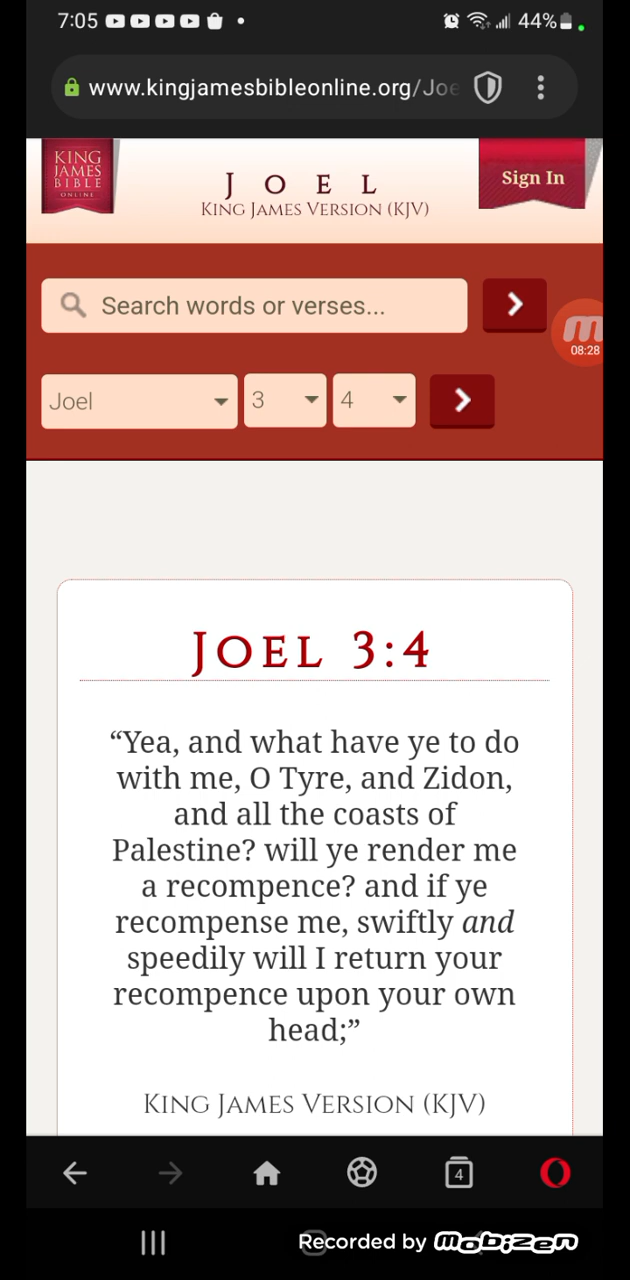 7:05 44%
www.kingjamesbibleonline.org/Joe
KING
JAMES
BIBLE
ONLINE
JOEL
KING JAMES VERSION (KJV)
Sign In
Search words or verses...
m
08:28
Joel 3 4
JOEL 3:4
“Yea, and what have ye to do
with me, O Tyre, and Zidon,
and all the coasts of
Palestine? will ye render me
a recompence? and if ye
recompense me, swiftly and
speedily will I return your
recompence upon your own
head;”
KING JAMES VERSION (KJV)
4
Recorded by mobizen